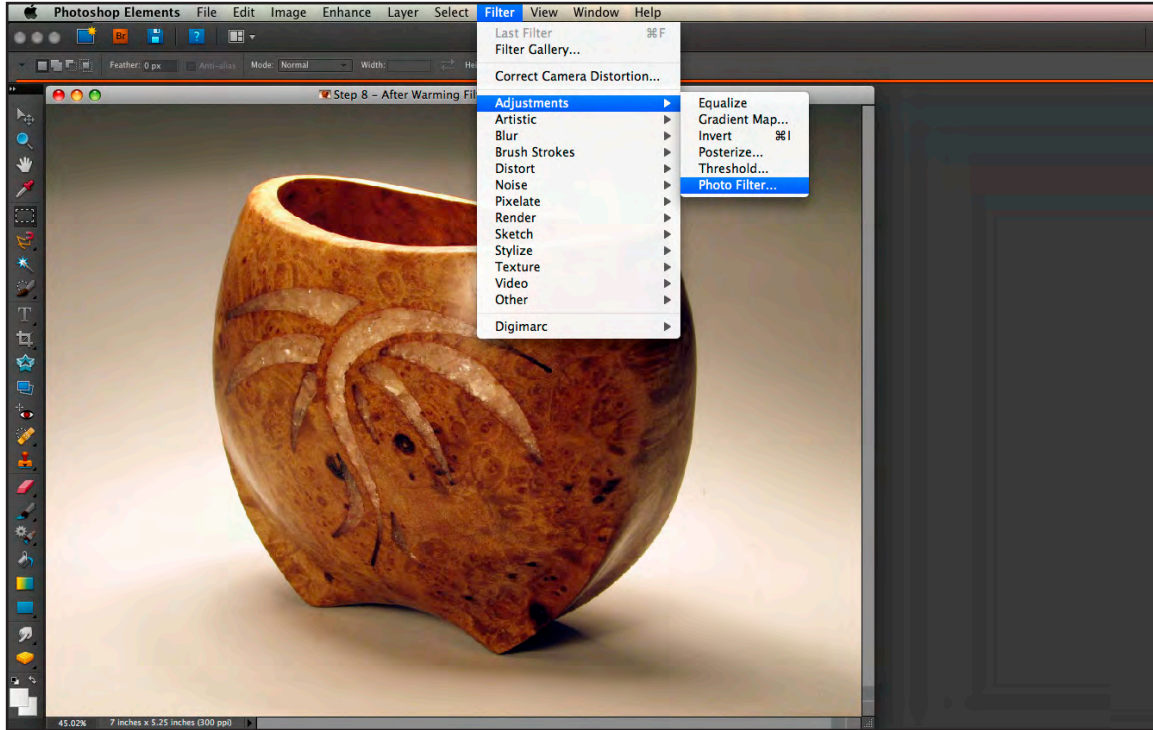 Photoshop Elements File Edit Image Enhance Layer Select Filter View Window Help
Br ?
Feather: 0 px Anti-alias Mode: Normal Width:
Step 8 – After Warming
Last Filter ⌘F
Filter Gallery...
Correct Camera Distortion...
Adjustments
Artistic
Blur
Brush Strokes
Distort
Noise
Pixelate
Render
Sketch
Stylize
Texture
Video
Other
Digimarc
Equalize
Gradient Map...
Invert ⌘I
Posterize...
Threshold...
Photo Filter...
T
45.02% 7 inches x 5.25 inches (300 ppi)